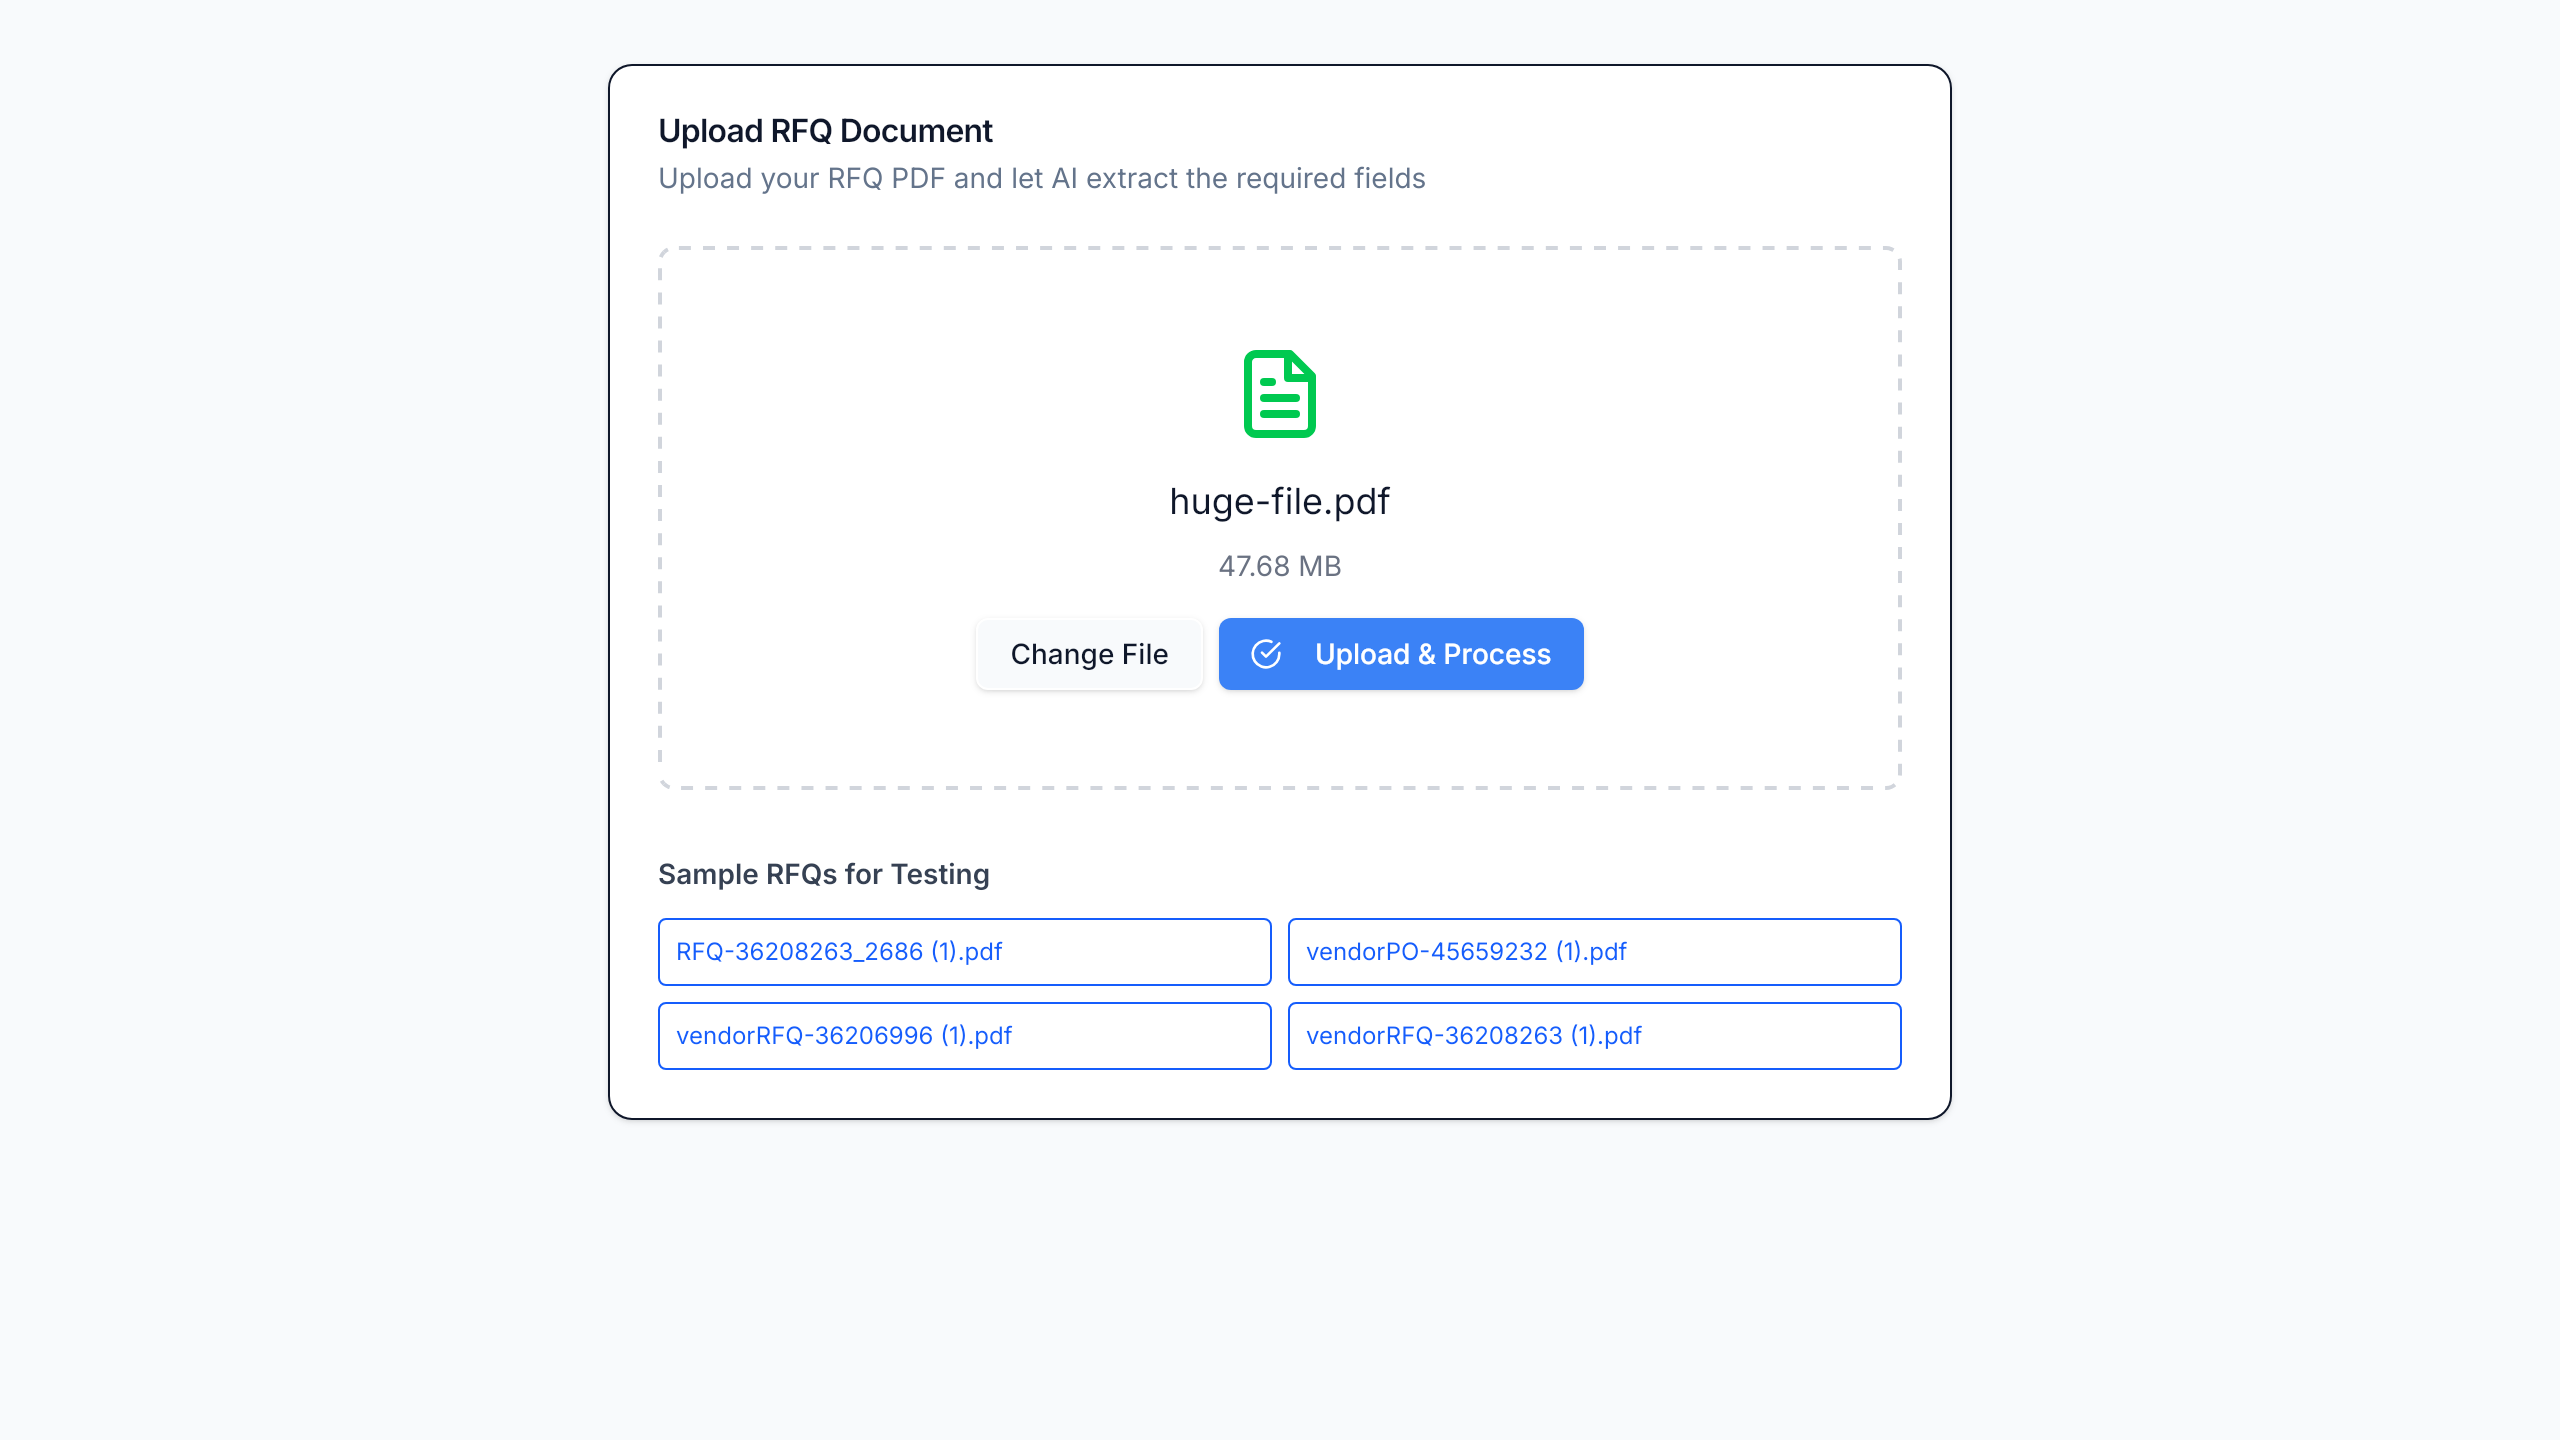 Upload RFQ Document
Upload your RFQ PDF and let AI extract the required fields
huge-file.pdf
47.68 MB
Change File
Upload & Process
Sample RFQs for Testing
RFQ-36208263_2686 (1).pdf
vendorPO-45659232 (1).pdf
vendorRFQ-36206996 (1).pdf
vendorRFQ-36208263 (1).pdf